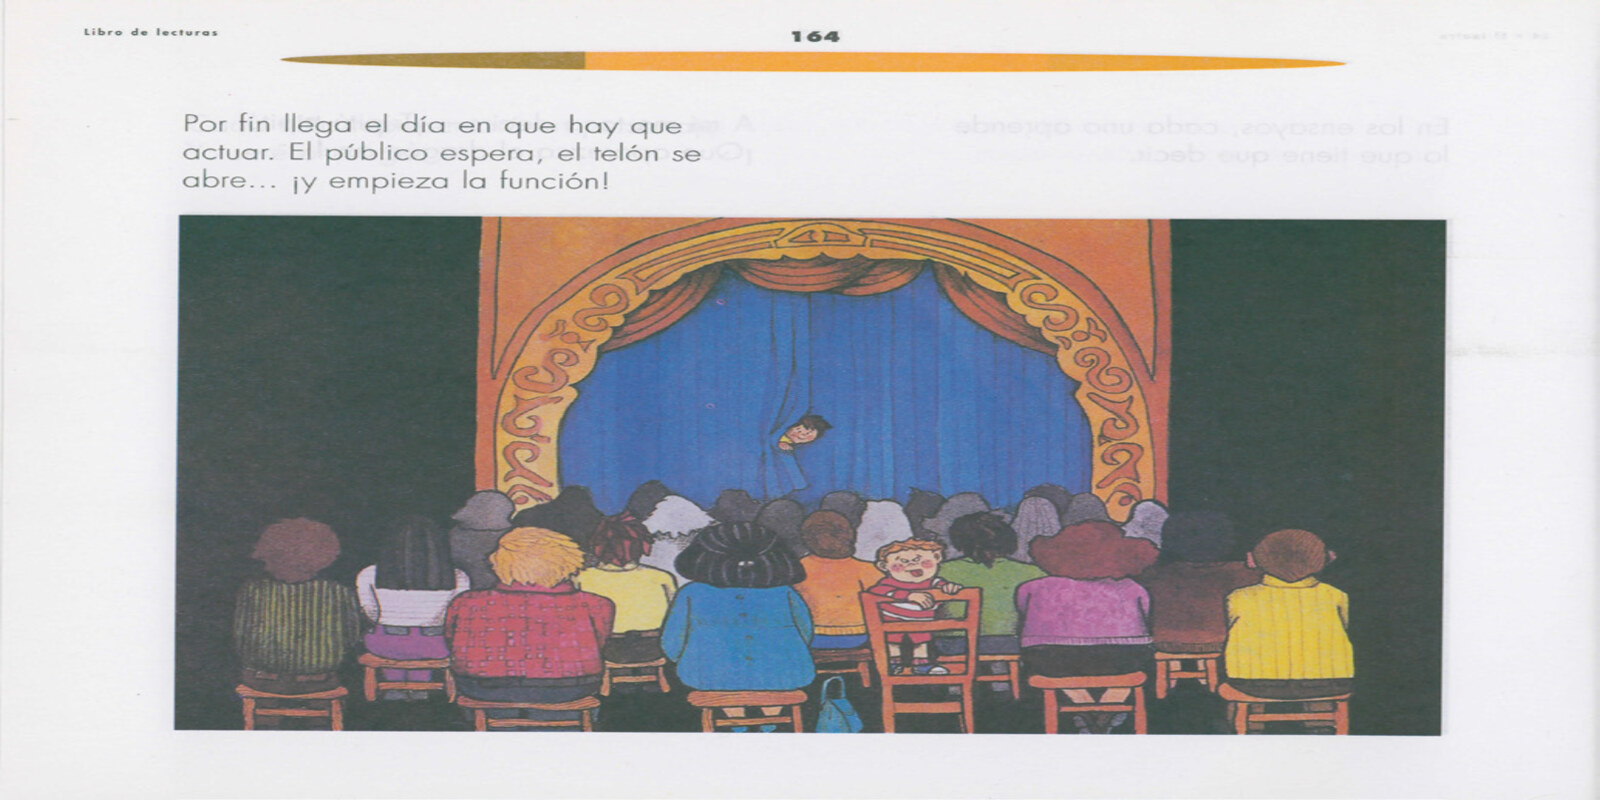 Libro de lecturas
164
Por fin llega el día en que hay que
actuar. El público espera, el telón se
abre... ¡y empieza la función!